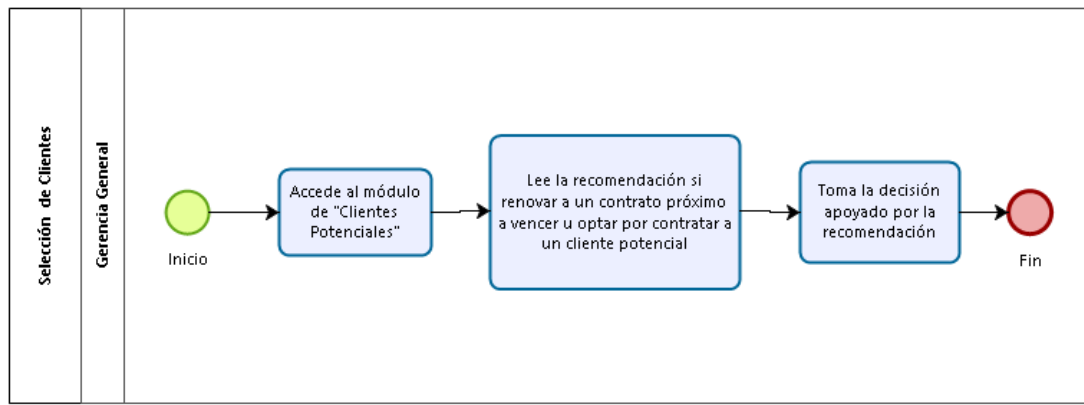 Selección de Clientes
Gerencia General
Inicio
Accede al módulo
de "Clientes
Potenciales"
Lee la recomendación si
renovar a un contrato próximo
a vencer u optar por contratar a
un cliente potencial
Toma la decisión
apoyado por la
recomendación
Fin